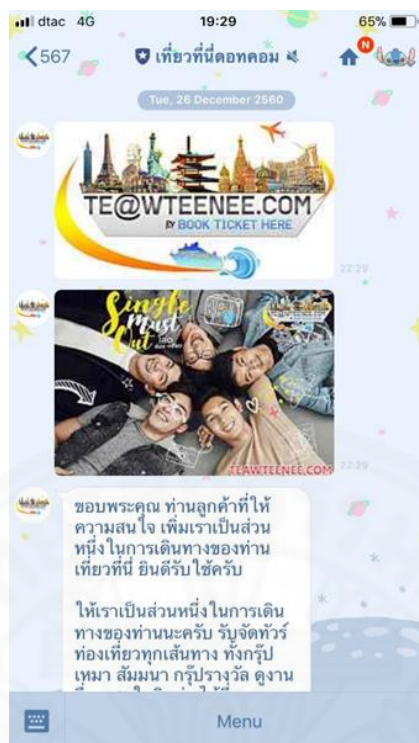 dtac 4G 19:29 65%
567 เที่ยวที่นี่ดอทคอม N
Tue, 26 December 2560
TE@WTEENEE.COM
BY BOOK TICKET HERE
22:29
Single
Must
Out
TEAWTEENEE.COM
22:29
ขอบพระคุณ ท่านลูกค้าที่ให้
ความสนใจ เพิ่มเราเป็นส่วน
หนึ่งในการเดินทางของท่าน
เที่ยวที่นี่ ยินดีรับใช้ครับ
ให้เราเป็นส่วนหนึ่งในการเดิน
ทางของท่านนะครับ รับจัดทัวร์
ท่องเที่ยวทุกเส้นทาง ทั้งกรุ๊ป
เหมา สัมมนา กรุ๊ปรางวัล ดูงาน
Menu